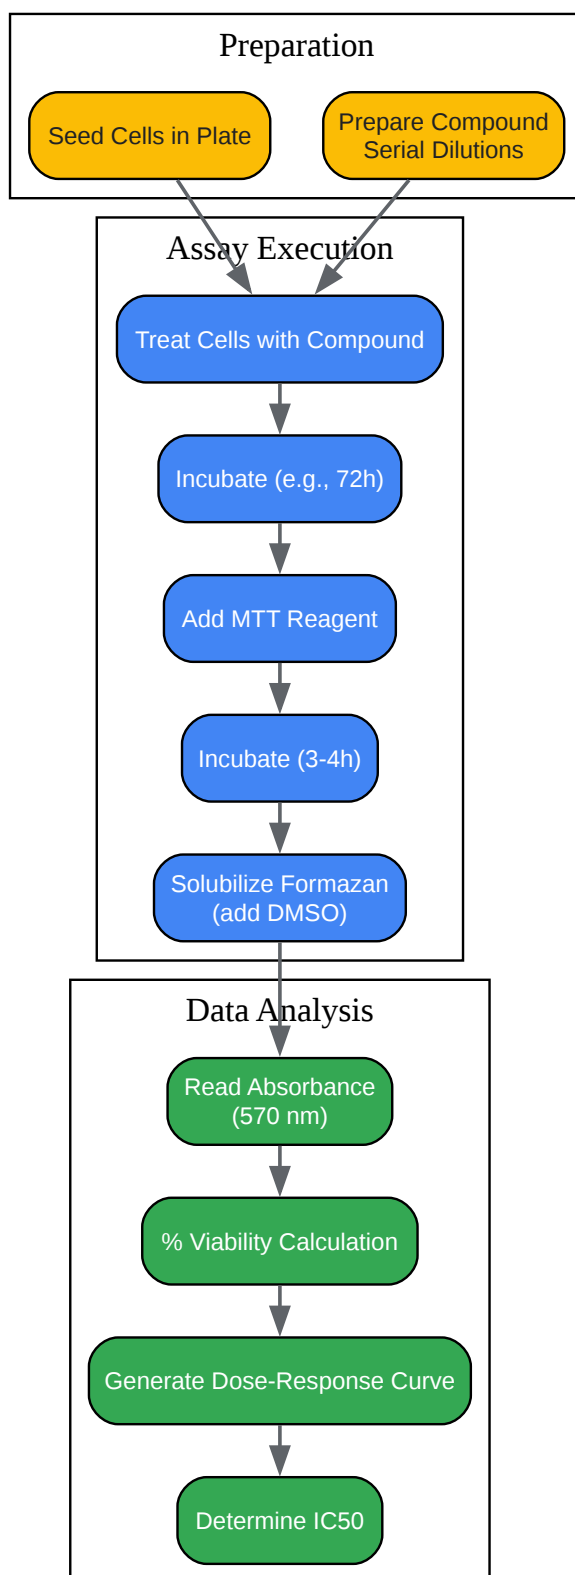 Preparation
Seed Cells in Plate
Prepare Compound
Serial Dilutions
Assay Execution
Treat Cells with Compound
Incubate (e.g., 72h)
Add MTT Reagent
Incubate (3-4h)
Solubilize Formazan
(add DMSO)
Data Analysis
Read Absorbance
(570 nm)
% Viability Calculation
Generate Dose-Response Curve
Determine IC50